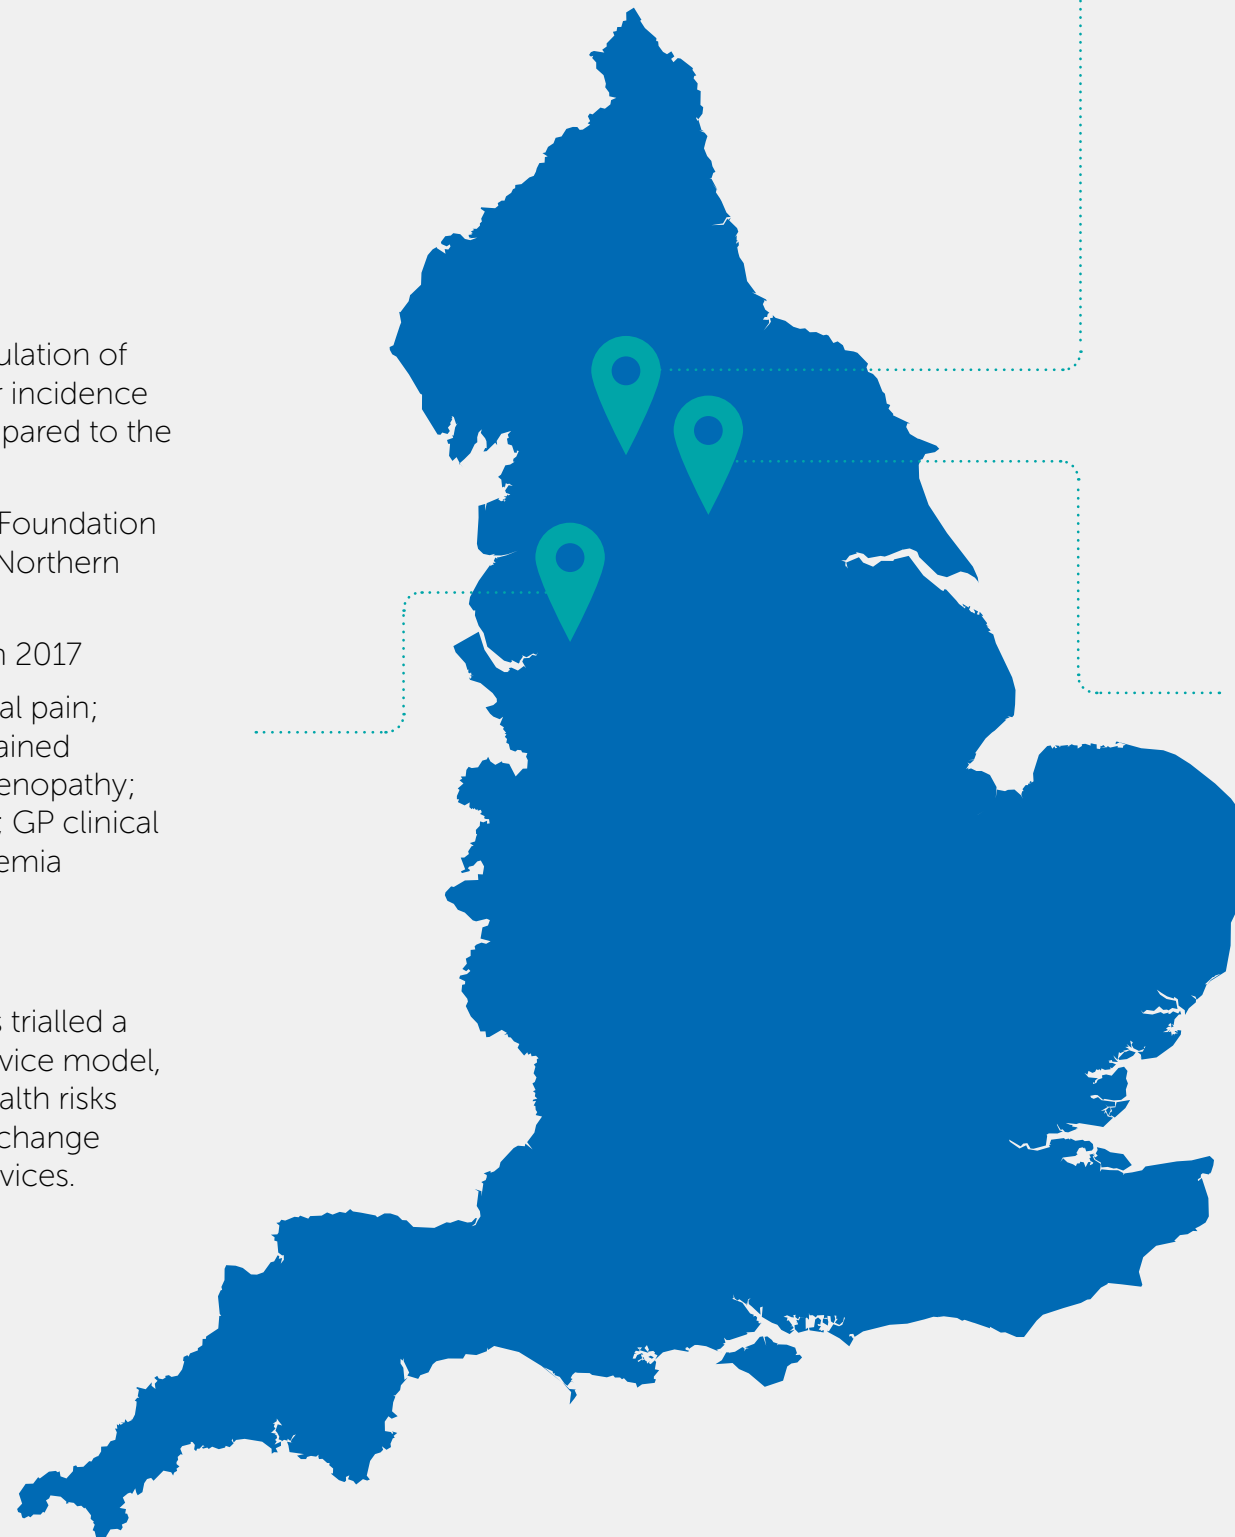 ulation of
incidence
pared to the
Foundation
Northern
2017
al pain;
ained
enopathy;
; GP clinical
emia
trialled a
vice model,
alth risks
change
vices.